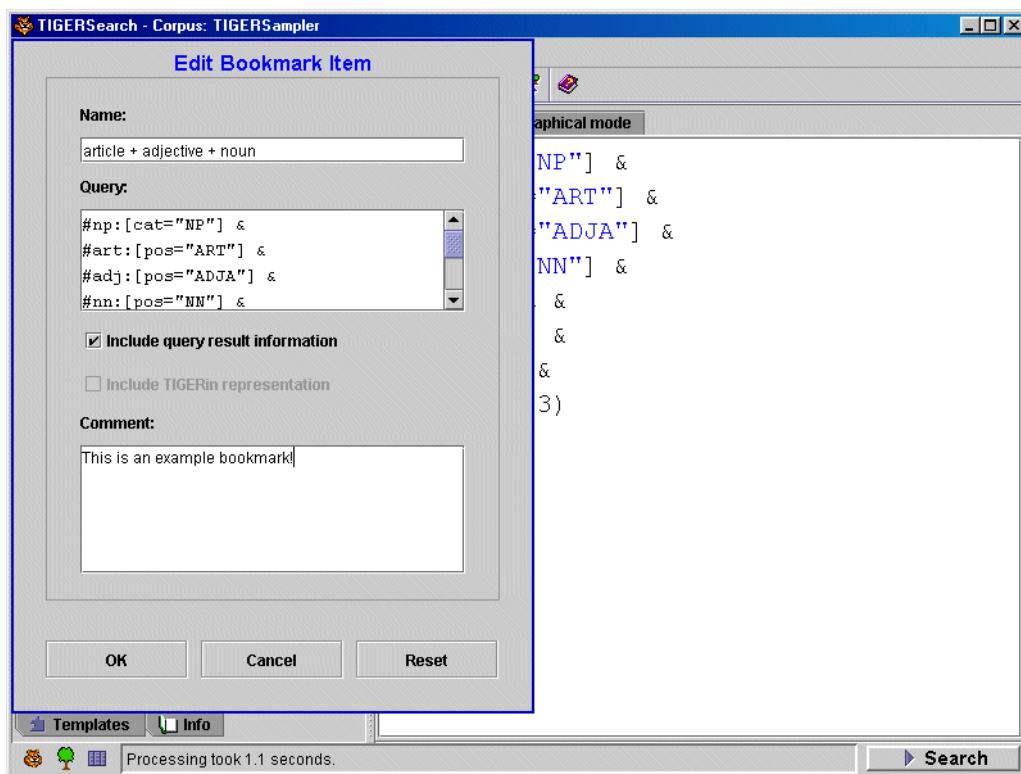 TIGERSearch - Corpus: TIGERSampler
Edit Bookmark Item
Name:
article + adjective + noun
Query:
#np:[cat="NP"] &
#art:[pos="ART"] &
#adj:[pos="ADJA"] &
#nn:[pos="NN"] &
Include query result information
Include TIGERin representation
Comment:
This is an example bookmark!
OK Cancel Reset
aphical mode
NP"] &
="ART"] &
="ADJA"] &
NN"] &
&
&
&
3)
Templates Info
Processing took 1.1 seconds.
Search